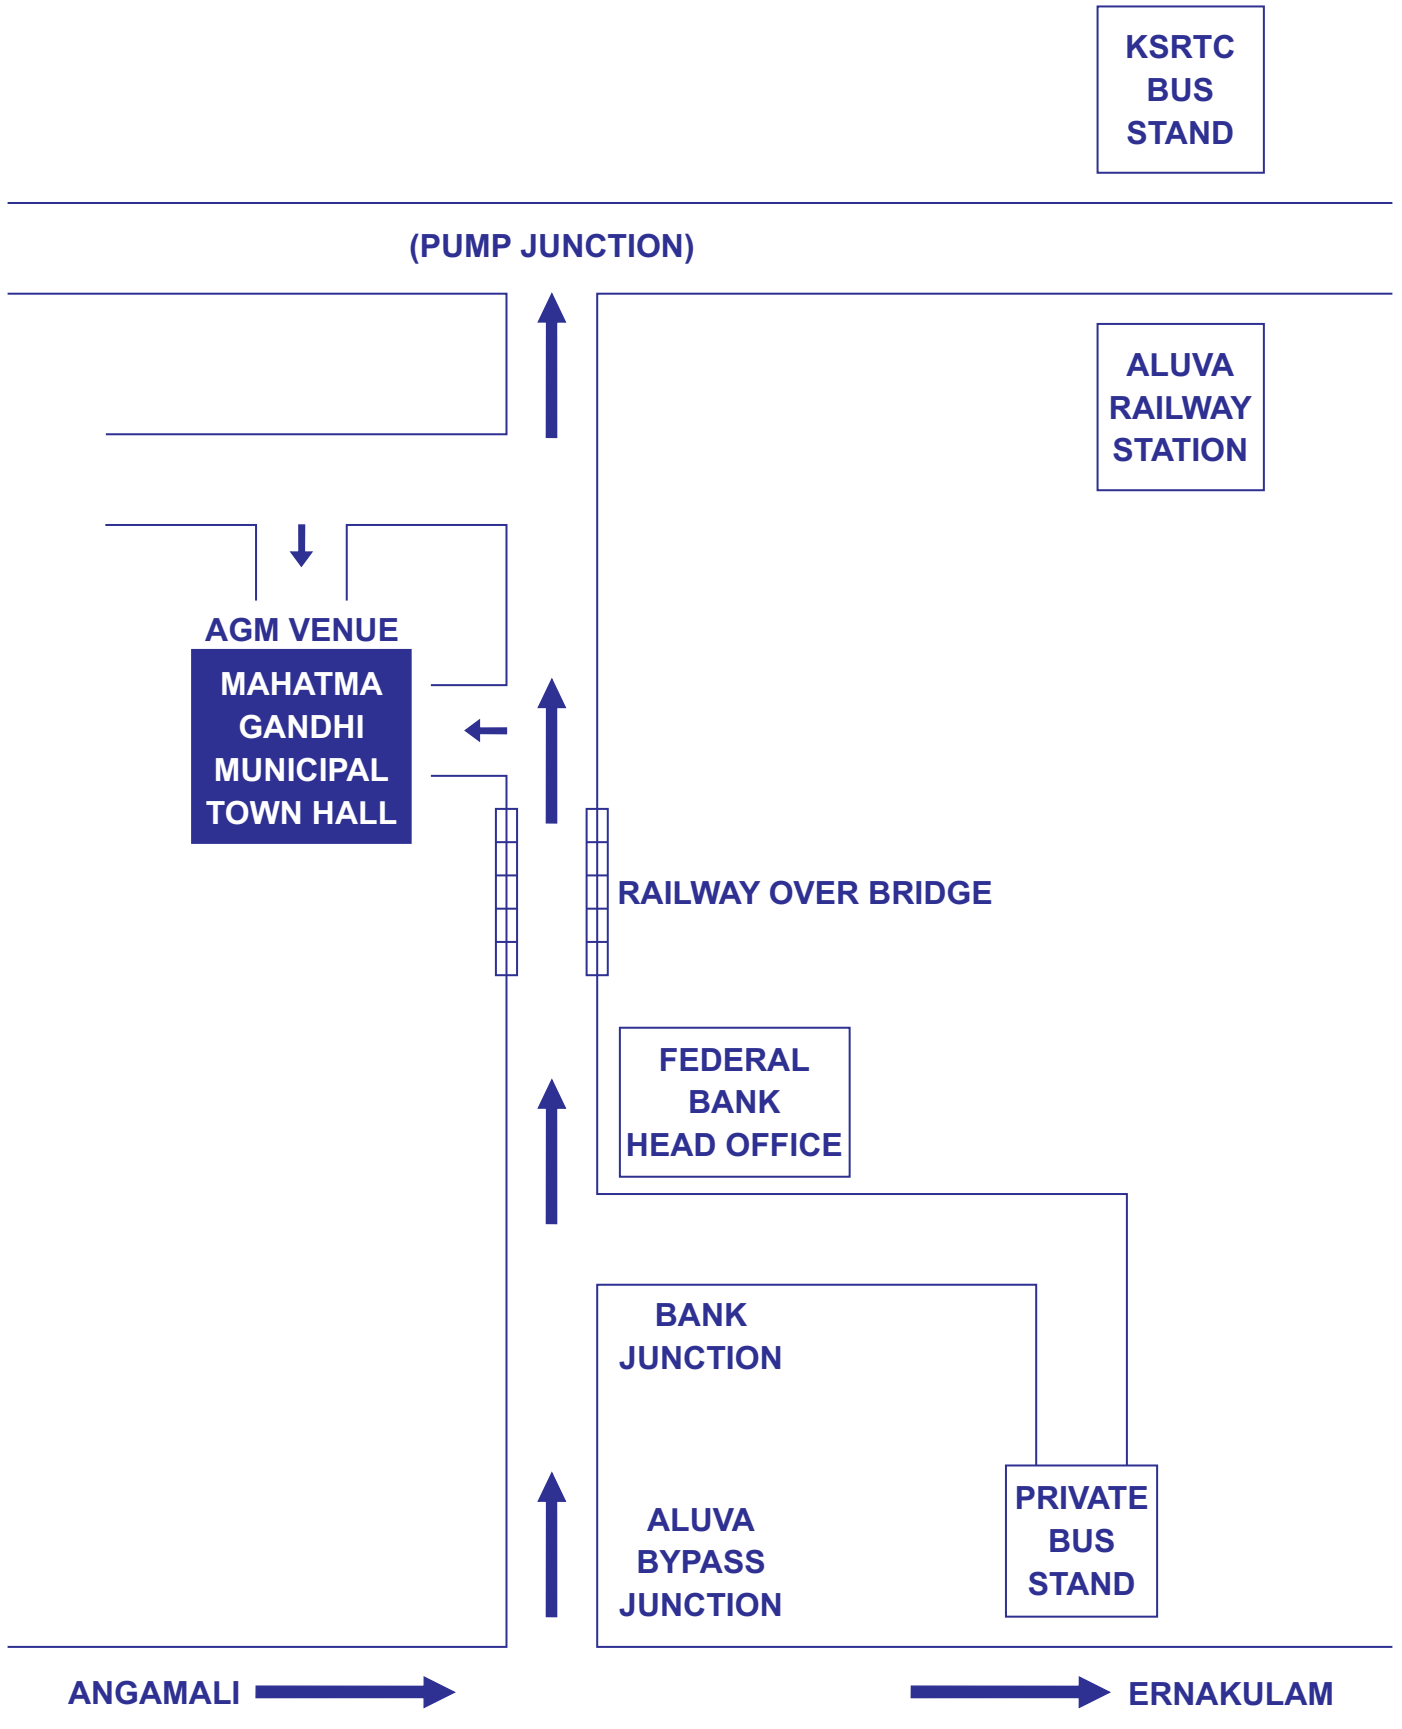 KSRTC
BUS
STAND
(PUMP JUNCTION)
ALUVA
RAILWAY
STATION
AGM VENUE
MAHATMA
GANDHI
MUNICIPAL
TOWN HALL
RAILWAY OVER BRIDGE
FEDERAL
BANK
HEAD OFFICE
BANK
JUNCTION
ALUVA
BYPASS
JUNCTION
PRIVATE
BUS
STAND
ANGAMALI
ERNAKULAM